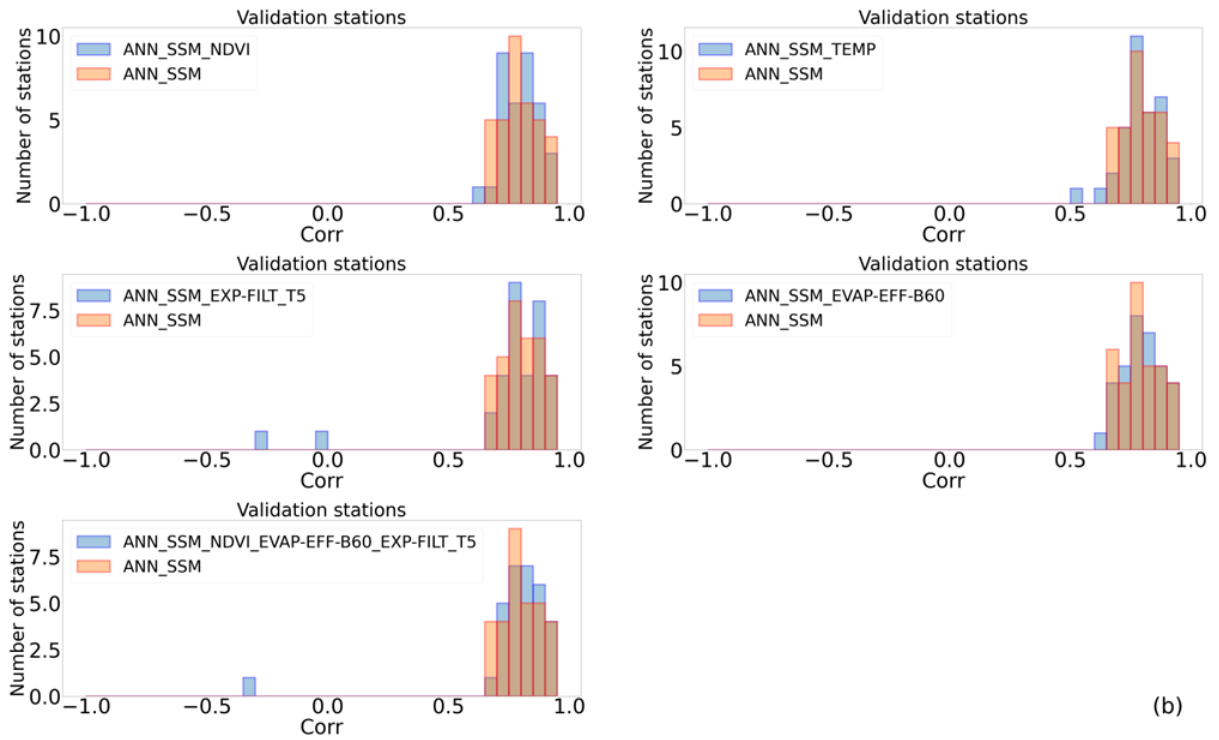 Validation stations
Number of stations
10
5
0
ANN_SSM_NDVI
ANN_SSM
−1.0 −0.5 0.0 0.5 1.0
Corr
Validation stations
Number of stations
10
5
0
ANN_SSM_TEMP
ANN_SSM
−1.0 −0.5 0.0 0.5 1.0
Corr
Validation stations
Number of stations
7.5
5.0
2.5
0.0
ANN_SSM_EXP-FILT_T5
ANN_SSM
−1.0 −0.5 0.0 0.5 1.0
Corr
Validation stations
Number of stations
10
5
0
ANN_SSM_EVAP-EFF-B60
ANN_SSM
−1.0 −0.5 0.0 0.5 1.0
Corr
Validation stations
Number of stations
7.5
5.0
2.5
0.0
ANN_SSM_NDVI_EVAP-EFF-B60_EXP-FILT_T5
ANN_SSM
−1.0 −0.5 0.0 0.5 1.0
Corr
(b)